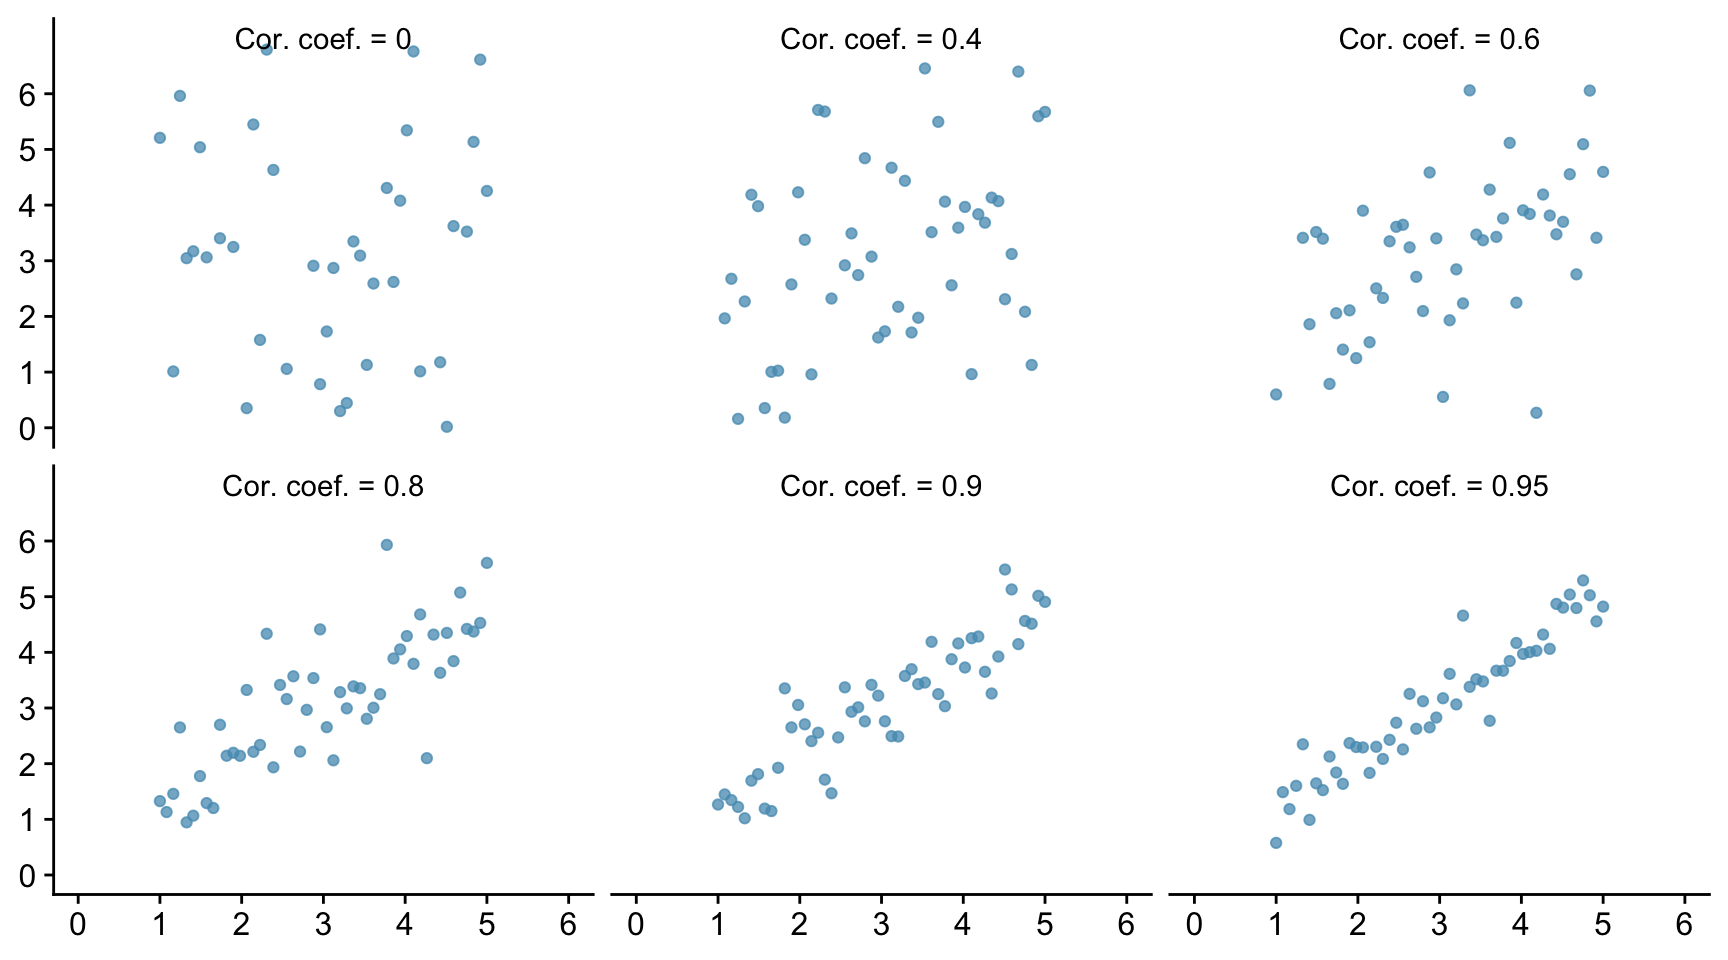 Cor. coef. = 0
Cor. coef. = 0.4
Cor. coef. = 0.6
6
5
4
3
2
1
0
Cor. coef. = 0.8
Cor. coef. = 0.9
Cor. coef. = 0.95
6
5
4
3
2
1
0
0 1 2 3 4 5 6
0 1 2 3 4 5 6
0 1 2 3 4 5 6